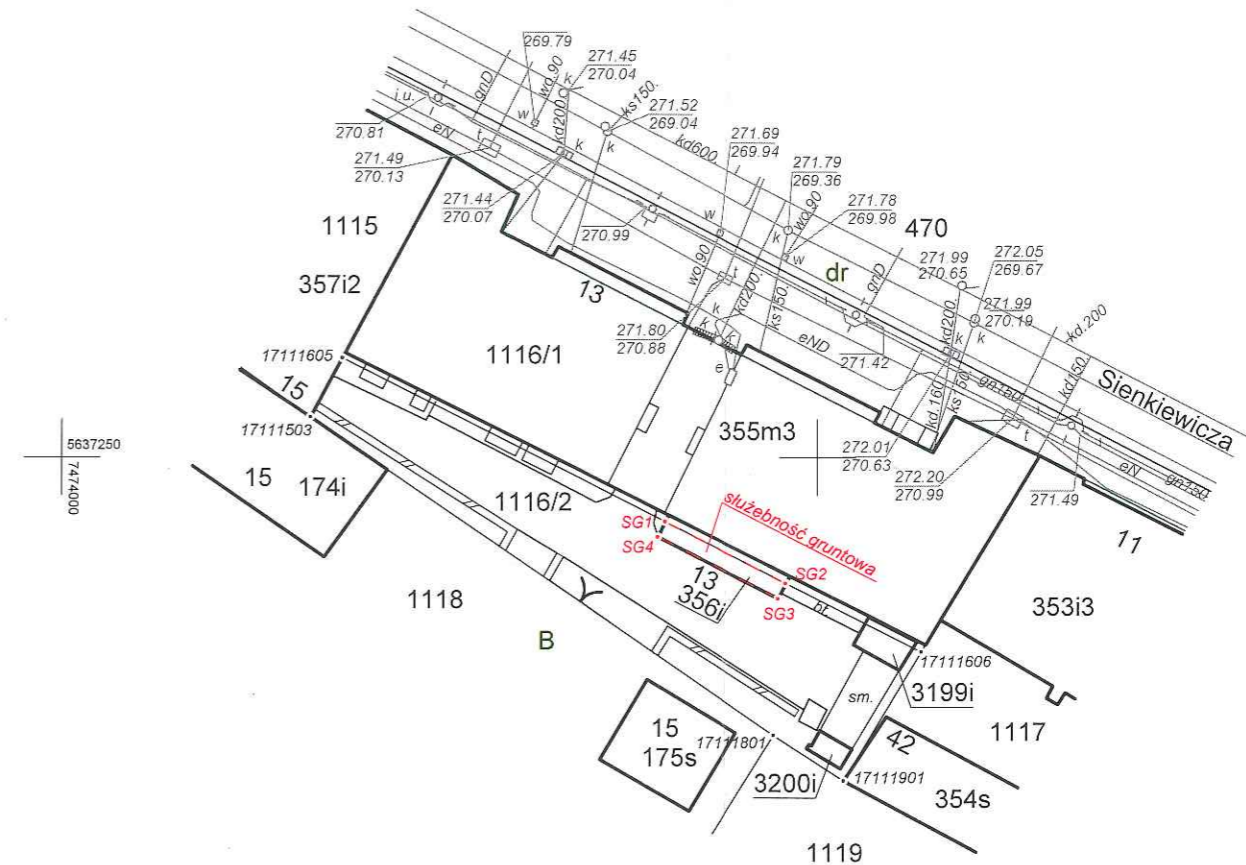 269.79
271.45
270.04
gnD
wo.90
k
ks150.
271.52
269.04
j.u.
w
kd200.
k
k
kd600
270.81
eN
t
271.69
269.94
271.49
270.13
271.79
269.36
271.44
270.07
w
wo.90
271.78
269.98
470
1115
270.99
k
w
dr
gnD
271.99
270.65
272.05
269.67
357i2
13
wo.90
t
kd200.
ks150.
271.99
270.19
kd.200
k
k
k
k
kd200.
k
k
271.80
270.88
eND
271.42
kd150.
1116/1
17111605
e
Sienkiewicza
15
gn150
kd.160
ks150.
17111503
355m3
272.01
270.63
t
5637250
7474000
272.20
270.99
eN
gn150
271.49
15
174i
1116/2
służebność gruntowa
SG1
SG4
11
SG2
13
356i
SG3
353i3
1118
bt.
B
17111606
3199i
sm.
15
175s
17111801
42
1117
3200i
17111901
354s
1119